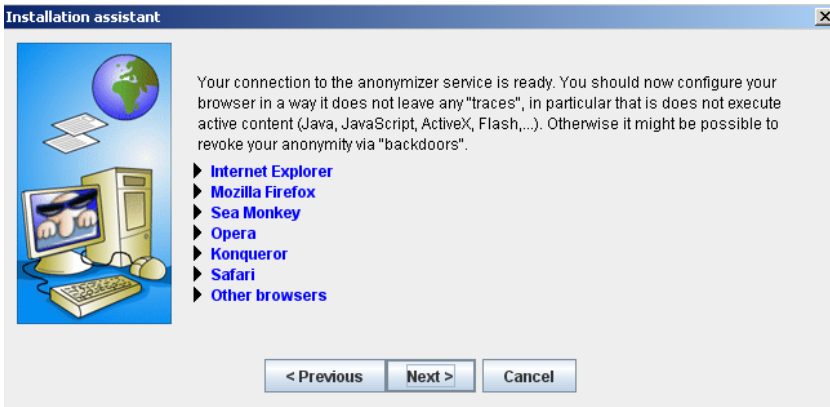 Installation assistant
Your connection to the anonymizer service is ready. You should now configure your
browser in a way it does not leave any "traces", in particular that is does not execute
active content (Java, JavaScript, ActiveX, Flash,...). Otherwise it might be possible to
revoke your anonymity via "backdoors".
Internet Explorer
Mozilla Firefox
Sea Monkey
Opera
Konqueror
Safari
Other browsers
< Previous Next > Cancel